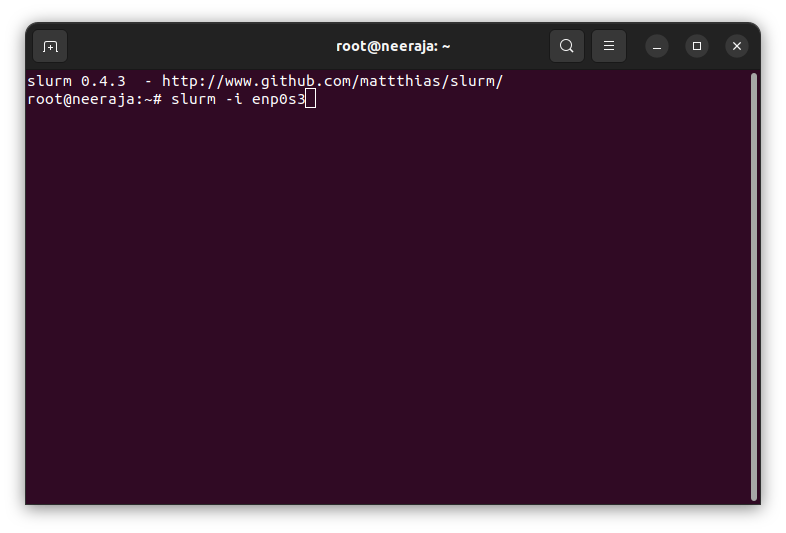 root@neeraja: ~
slurm 0.4.3  - http://www.github.com/mattthias/slurm/
root@neeraja:~# slurm -i enp0s3